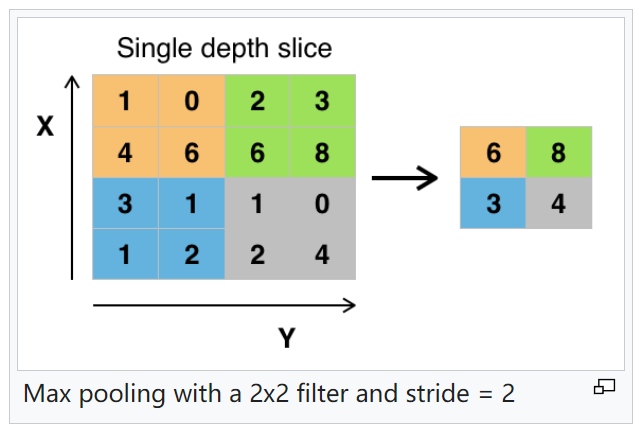 Single depth slice
X
1 0 2 3
4 6 6 8
3 1 1 0
1 2 2 4
6 8
3 4
Y
Max pooling with a 2x2 filter and stride = 2